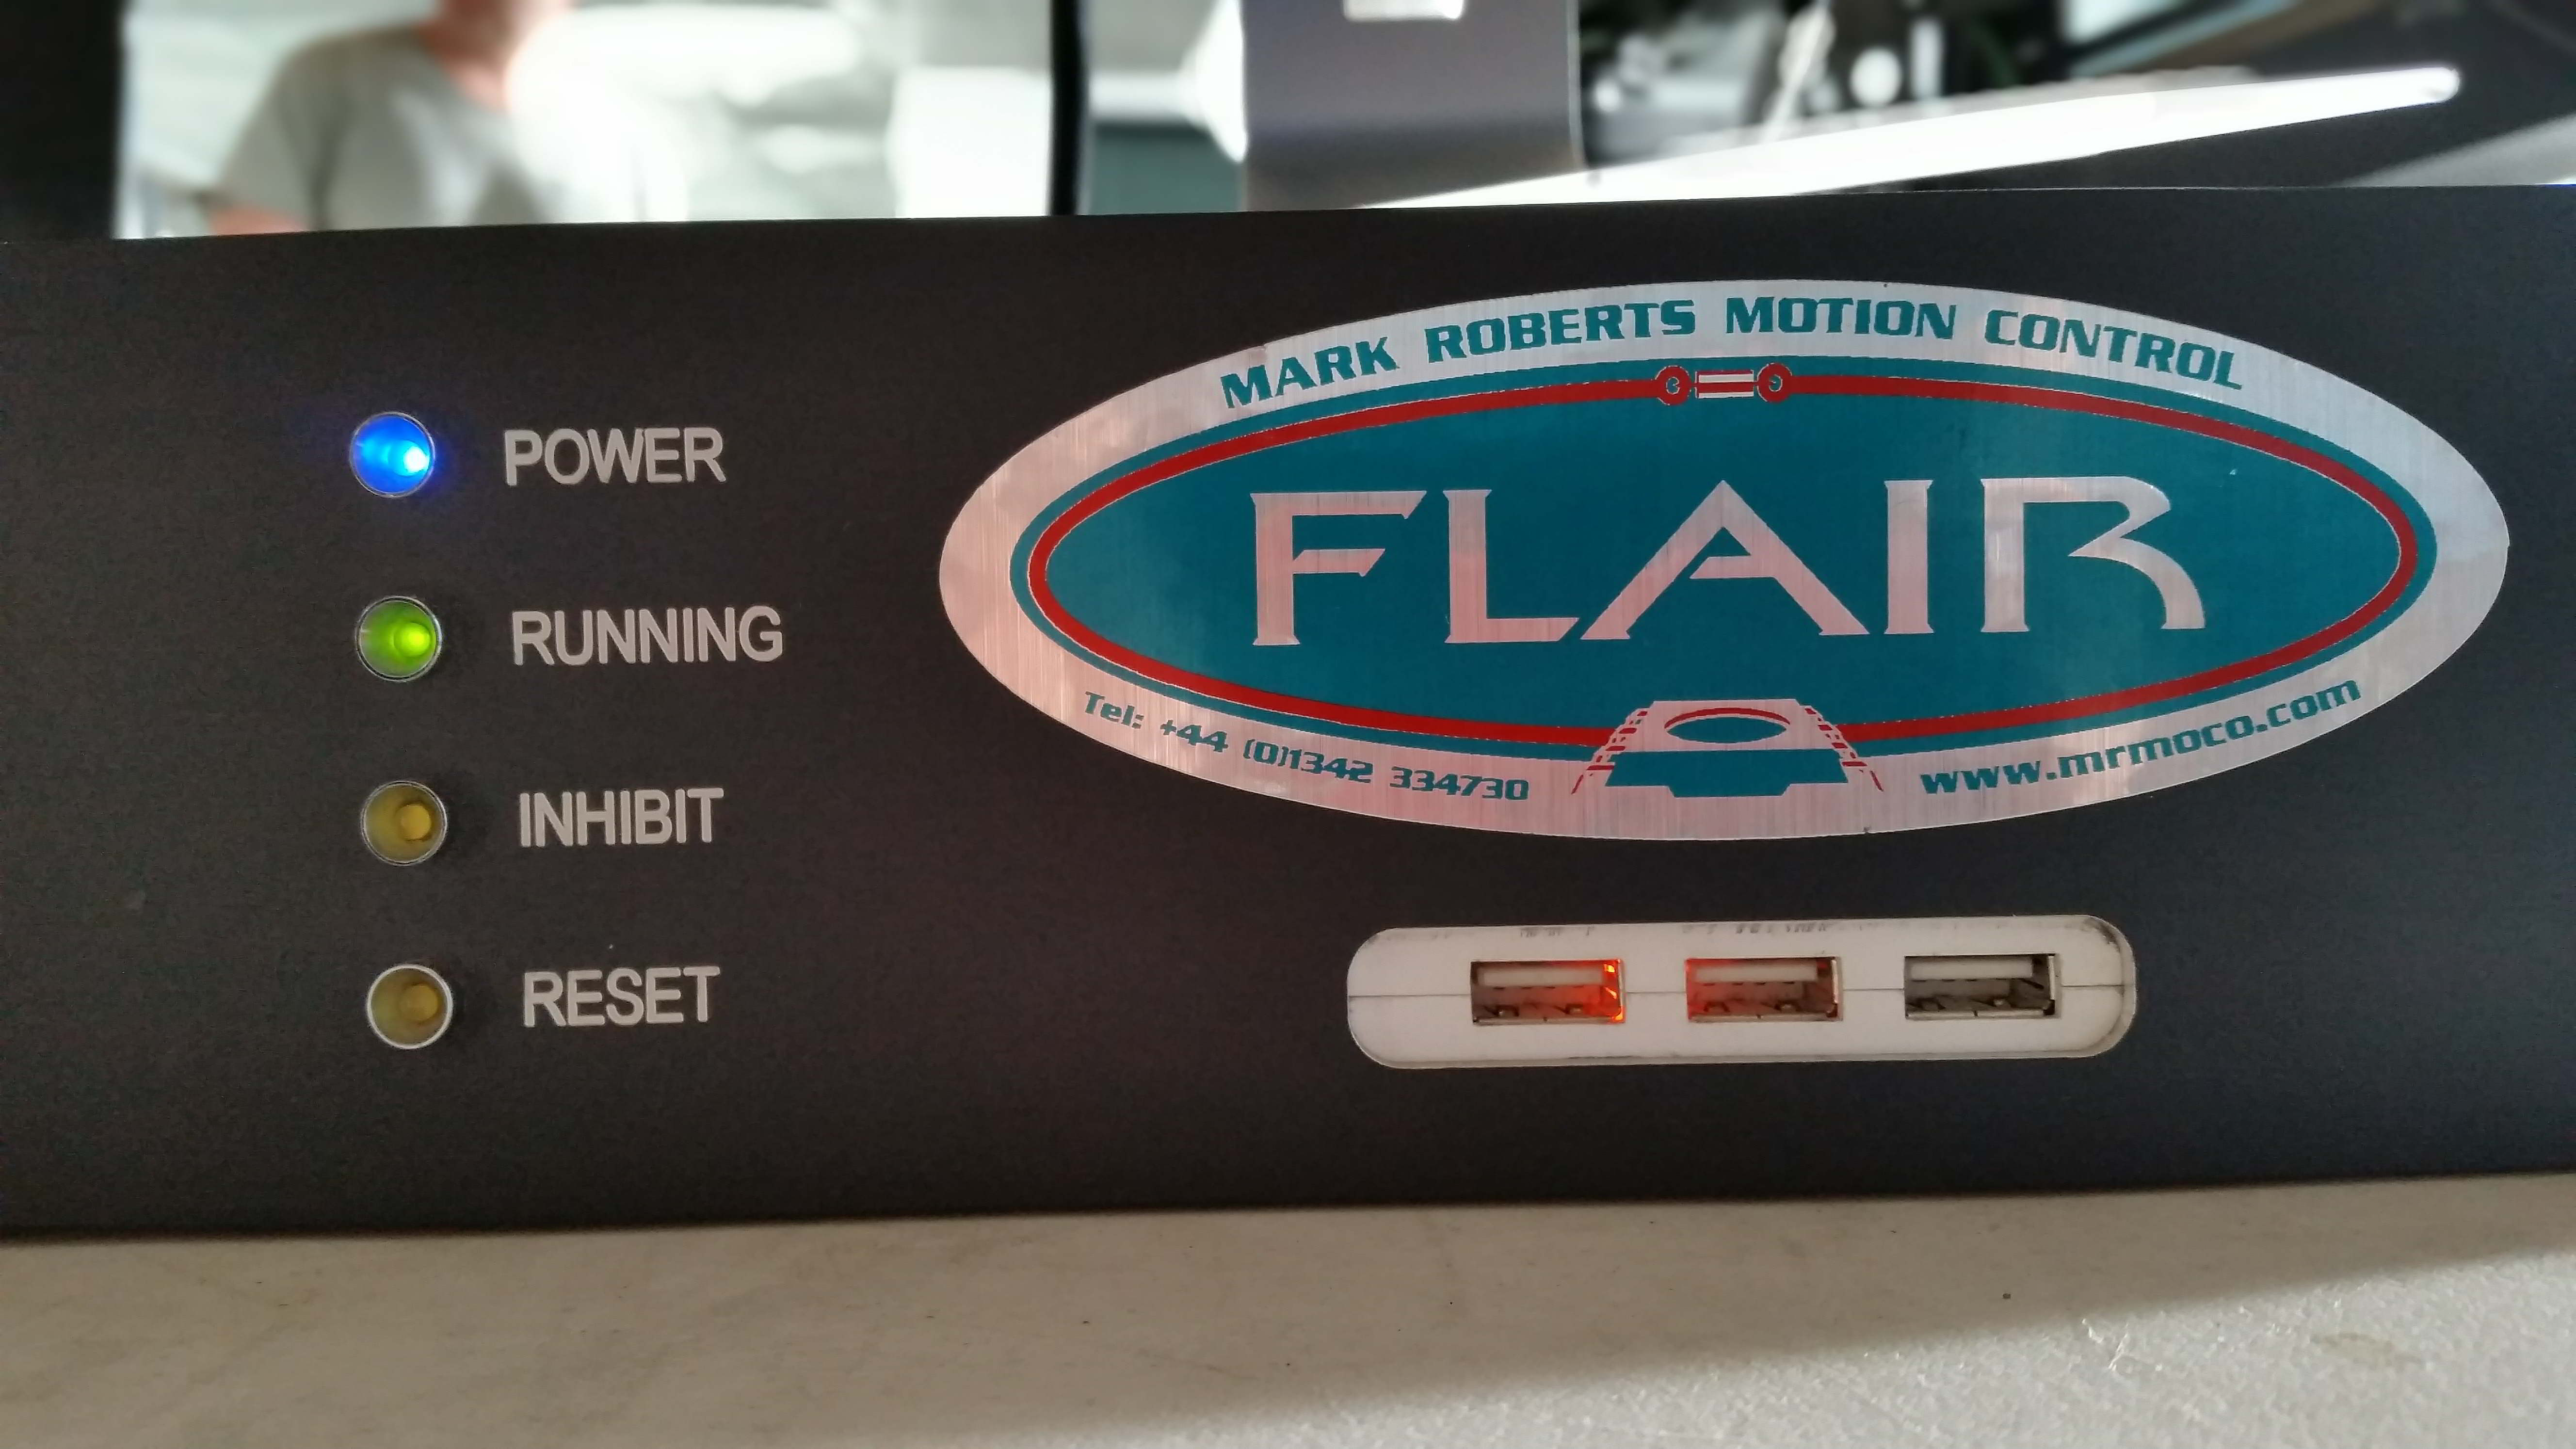 POWER
RUNNING
INHIBIT
RESET
MARK ROBERTS MOTION CONTROL
FLAIR
Tel: +44 (0)1342 334730
www.mrmoco.com